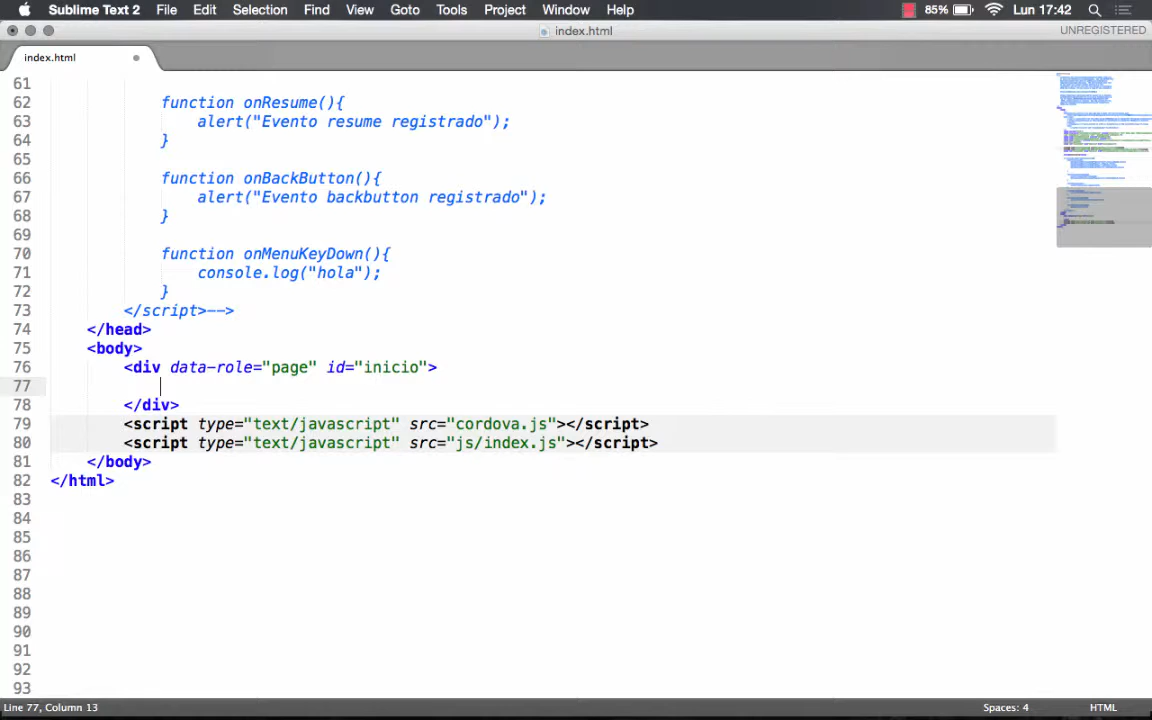 Sublime Text 2 File Edit Selection Find View Goto Tools Project Window Help 85% Lun 17:42
index.html UNREGISTERED
index.html
61
62 function onResume(){
63 alert("Evento resume registrado");
64 }
65
66 function onBackButton(){
67 alert("Evento backbutton registrado");
68 }
69
70 function onMenuKeyDown(){
71 console.log("hola");
72 }
73 </script>-->
74 </head>
75 <body>
76 <div data-role="page" id="inicio">
77
78 </div>
79 <script type="text/javascript" src="cordova.js"></script>
80 <script type="text/javascript" src="js/index.js"></script>
81 </body>
82 </html>
83
84
85
86
87
88
89
90
91
92
93
Line 77, Column 13 Spaces: 4 HTML